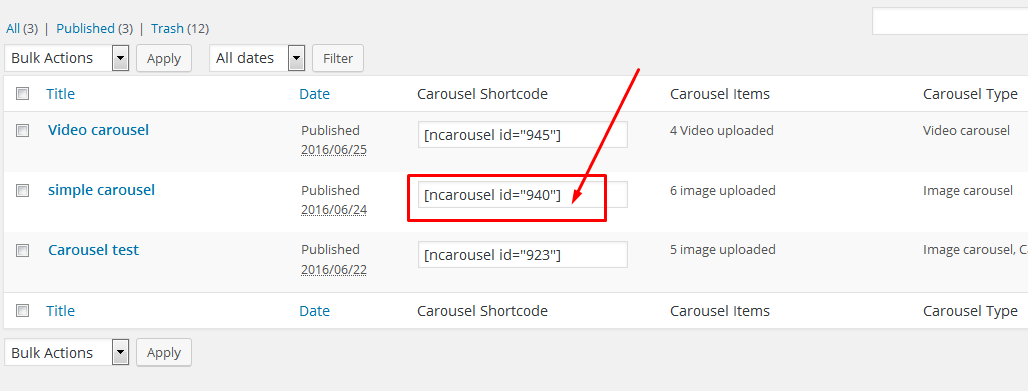 All (3) | Published (3) | Trash (12)
Bulk Actions Apply All dates Filter
Title Date Carousel Shortcode Carousel Items Carousel Type
Video carousel Published [ncarousel id="945"] 4 Video uploaded Video carousel
2016/06/25
simple carousel Published [ncarousel id="940"] 6 image uploaded Image carousel
2016/06/24
Carousel test Published [ncarousel id="923"] 5 image uploaded Image carousel, C
2016/06/22
Title Date Carousel Shortcode Carousel Items Carousel Type
Bulk Actions Apply